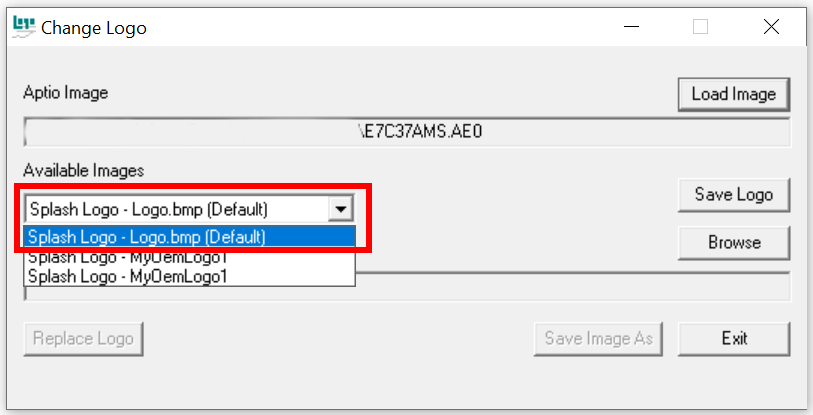 Logo
Change Logo
Aptio Image
Load Image
\E7C37AMS.AE0
Available Images
Splash Logo - Logo.bmp (Default)
Save Logo
Splash Logo - Logo.bmp (Default)
Browse
Splash Logo - MyOemLogo1
Splash Logo - MyOemLogo1
Replace Logo
Save Image As
Exit